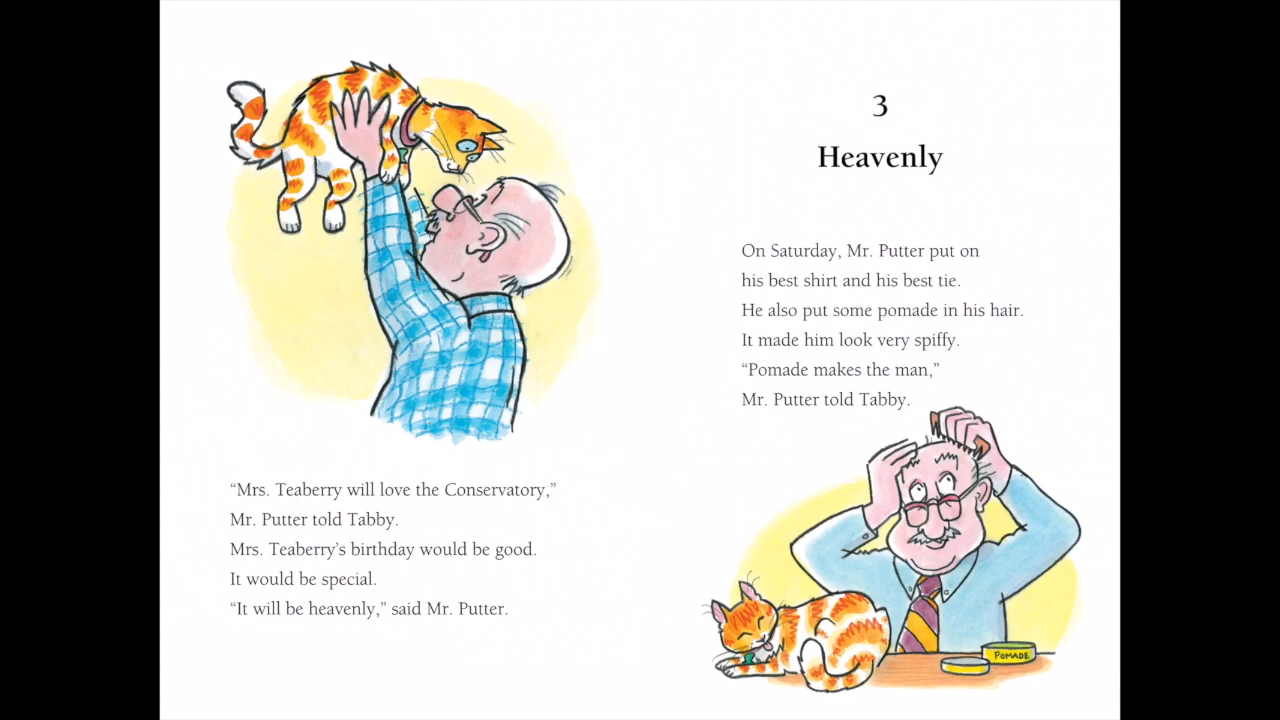 “Mrs. Teaberry will love the Conservatory,”
Mr. Putter told Tabby.
Mrs. Teaberry’s birthday would be good.
It would be special.
“It will be heavenly,” said Mr. Putter.
3
Heavenly
On Saturday, Mr. Putter put on
his best shirt and his best tie.
He also put some pomade in his hair.
It made him look very spiffy.
“Pomade makes the man,”
Mr. Putter told Tabby.
POMADE